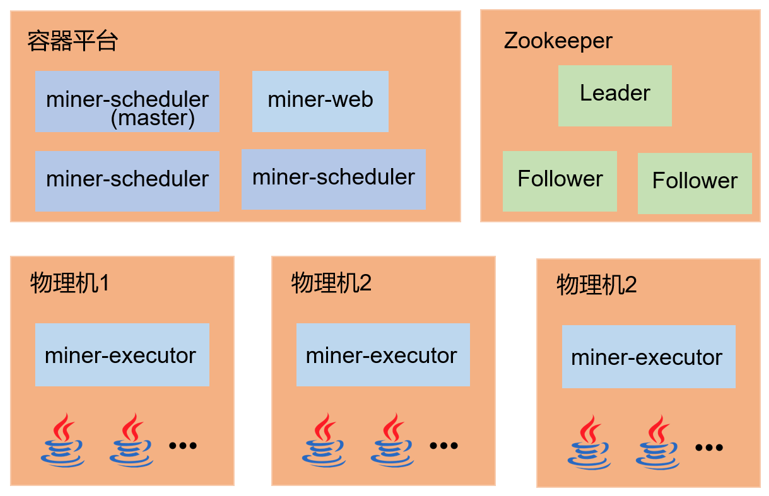 容器平台
miner-scheduler
(master)
miner-web
miner-scheduler
miner-scheduler
Zookeeper
Leader
Follower
Follower
物理机1
miner-executor
•••
物理机2
miner-executor
•••
物理机2
miner-executor
•••